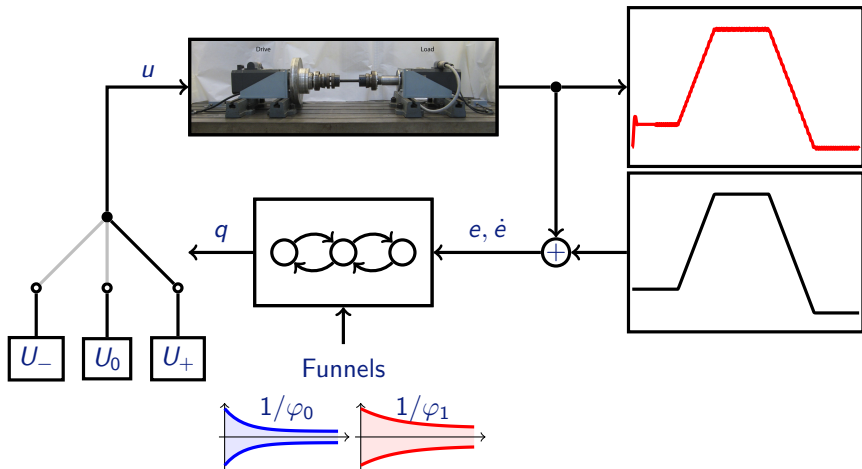 Drive
Load
u
q
e, ė
+
U₋
U₀
U₊
Funnels
1/φ₀
1/φ₁